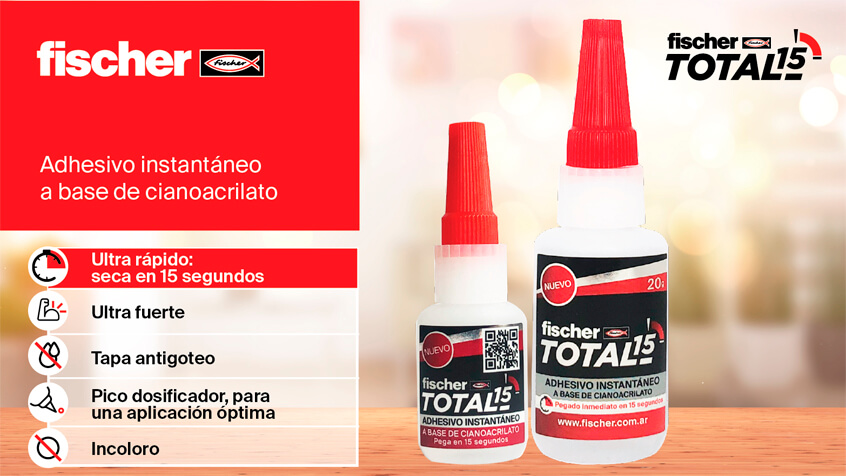 fischer
fischer
Adhesivo instantáneo
a base de cianoacrilato
Ultra rápido:
seca en 15 segundos
Ultra fuerte
Tapa antigoteo
Pico dosificador, para
una aplicación óptima
Incoloro
fischer
TOTAL15
NUEVO
fischer
TOTAL15
ADHESIVO INSTANTÁNEO
A BASE DE CIANOACRILATO
Pega en 15 segundos
NUEVO
20g
fischer
TOTAL15
ADHESIVO INSTANTÁNEO
A BASE DE CIANOACRILATO
Pegado Inmediato en 15 segundos
www.fischer.com.ar